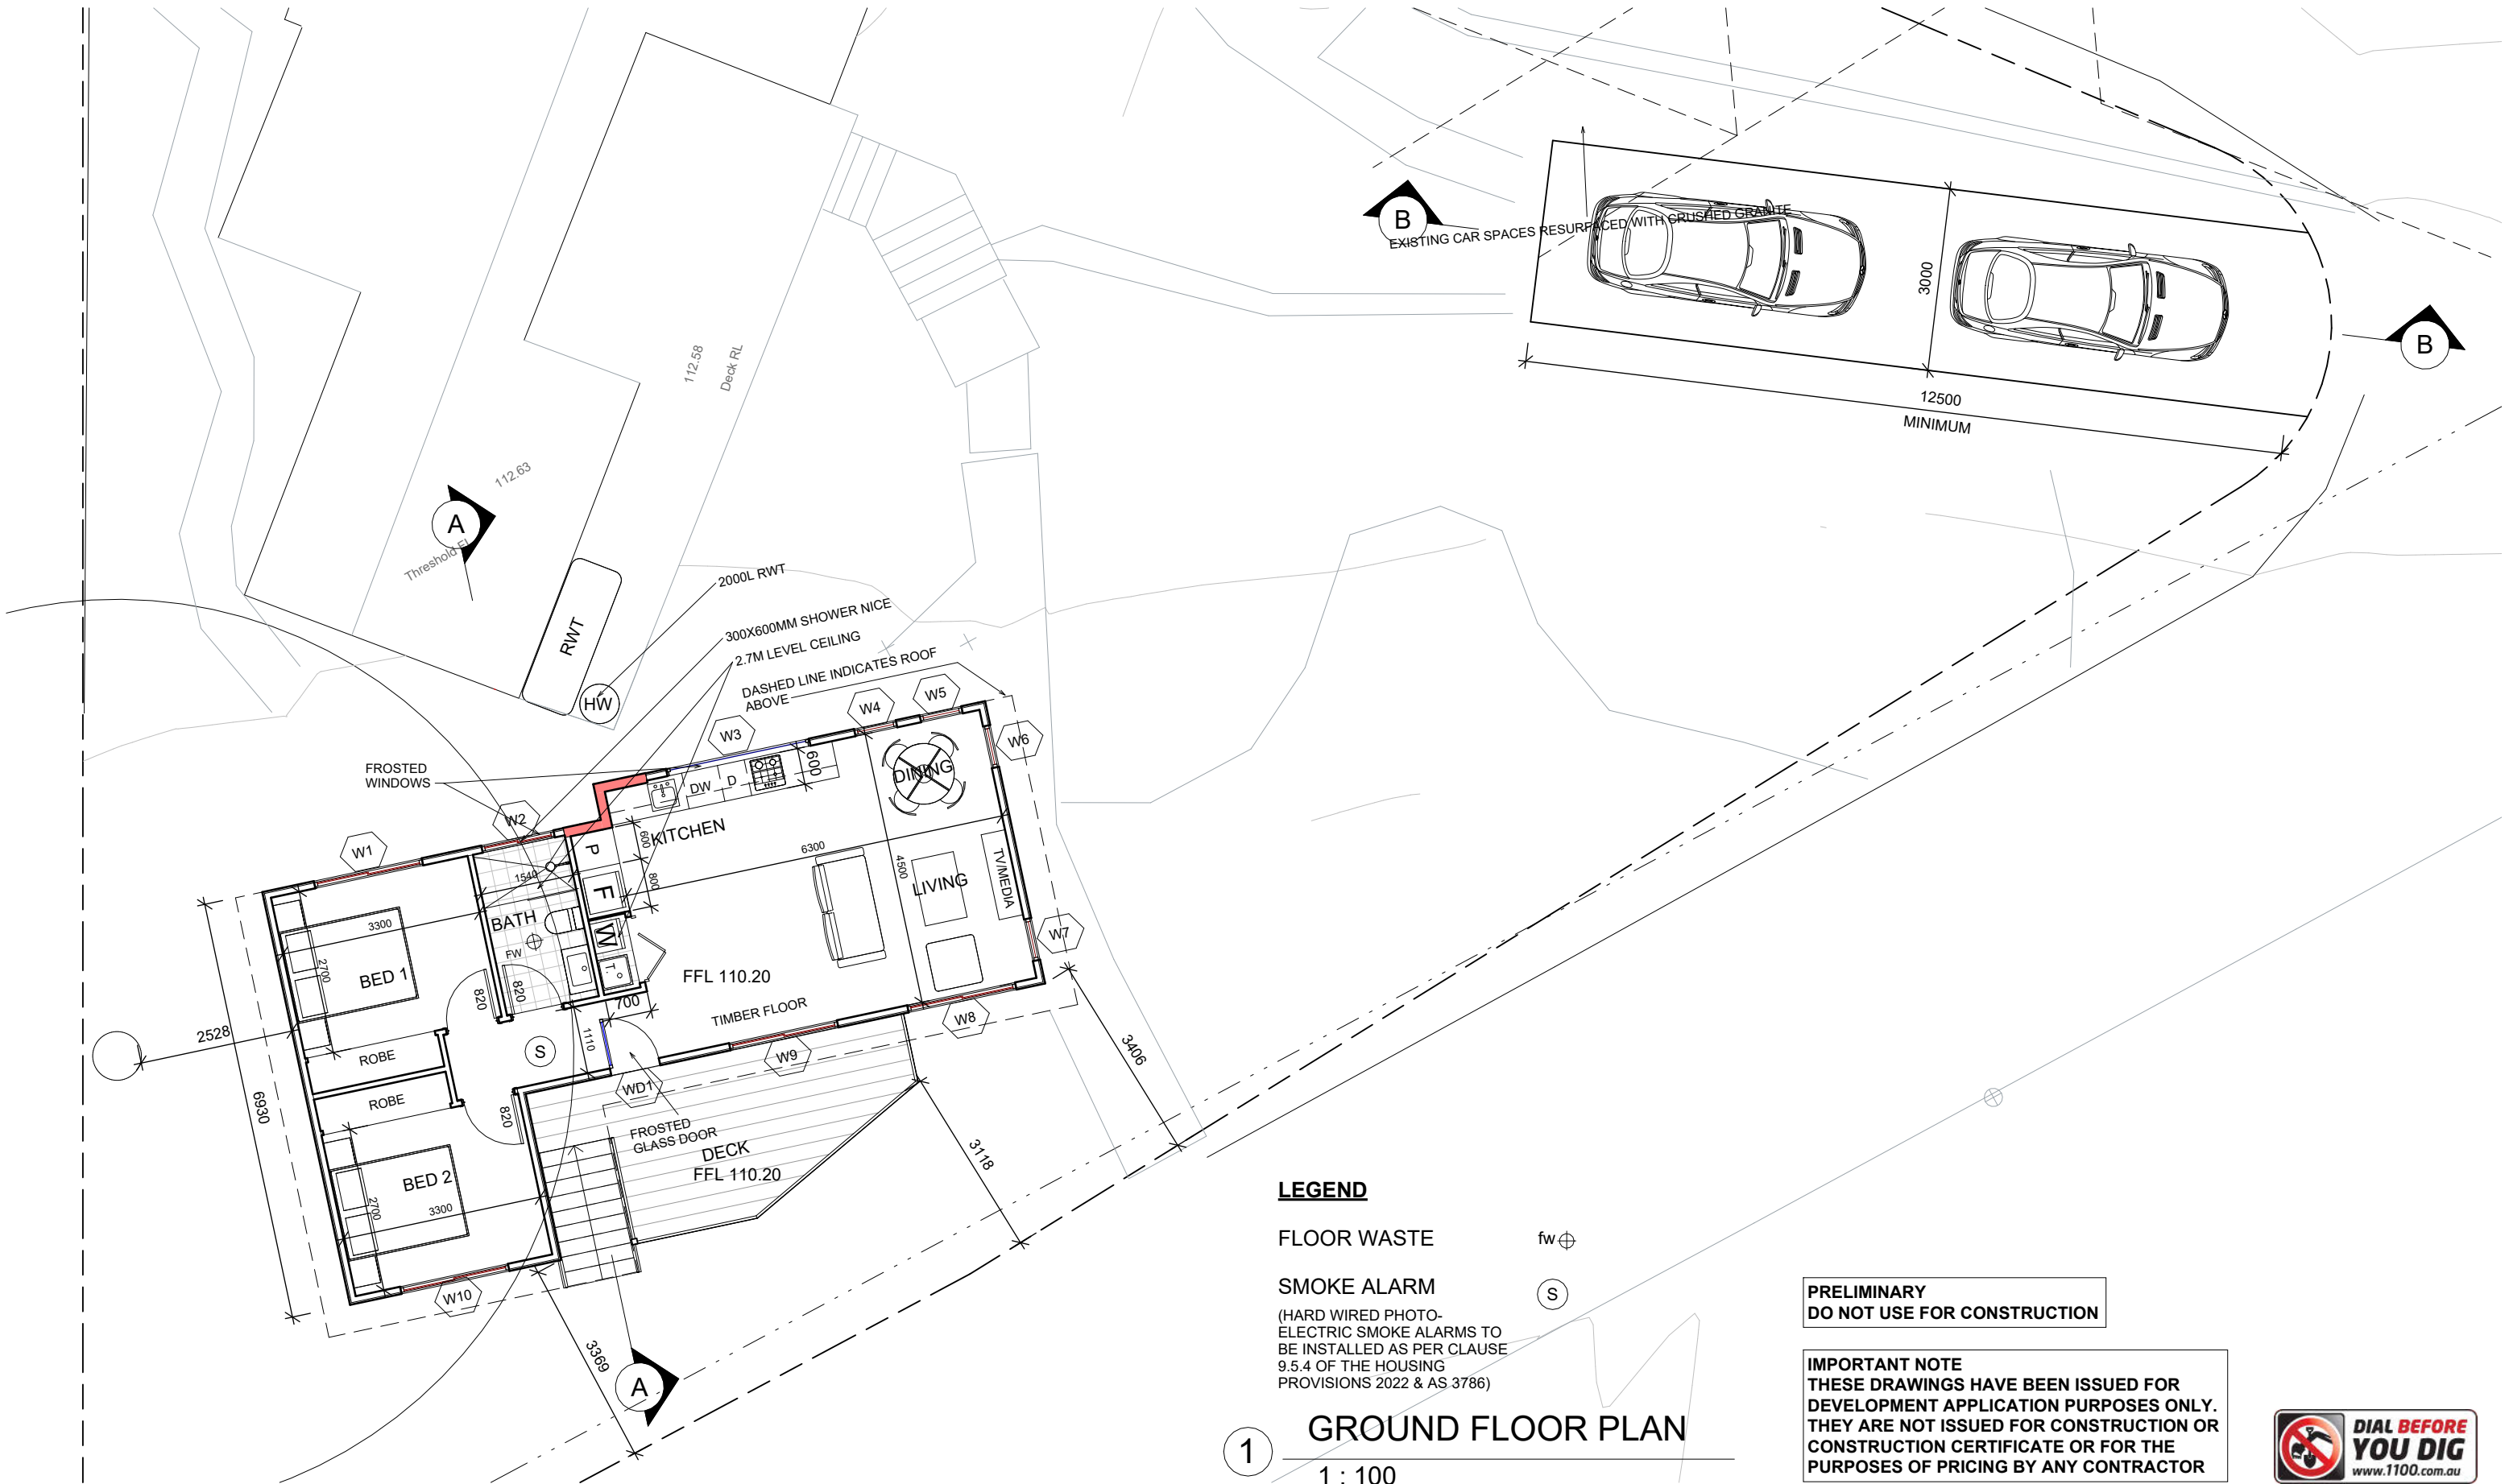 B
EXISTING CAR SPACES RESURFACED WITH CRUSHED GRANITE
3000
B
12500
MINIMUM
112.58
Deck RL
112.63
A
Threshold FL
RWT
HW
2000L RWT
300X600MM SHOWER NICE
2.7M LEVEL CEILING
DASHED LINE INDICATES ROOF
ABOVE
FROSTED
WINDOWS
W1
W2
W3
W4
W5
W6
W7
W8
W9
W10
WD1
DW
D
600
DINING
KITCHEN
P
600
800
F
W
T
6300
4500
LIVING
TV/MEDIA
1540
BATH
FW
3300
2700
BED 1
820
820
700
1110
FFL 110.20
TIMBER FLOOR
S
ROBE
ROBE
820
2528
6930
BED 2
2700
3300
FROSTED
GLASS DOOR
DECK
FFL 110.20
3406
3118
3369
A
LEGEND
FLOOR WASTE
fw
SMOKE ALARM
S
(HARD WIRED PHOTO-
ELECTRIC SMOKE ALARMS TO
BE INSTALLED AS PER CLAUSE
9.5.4 OF THE HOUSING
PROVISIONS 2022 & AS 3786)
1
GROUND FLOOR PLAN
1 : 100
PRELIMINARY
DO NOT USE FOR CONSTRUCTION
IMPORTANT NOTE
THESE DRAWINGS HAVE BEEN ISSUED FOR
DEVELOPMENT APPLICATION PURPOSES ONLY.
THEY ARE NOT ISSUED FOR CONSTRUCTION OR
CONSTRUCTION CERTIFICATE OR FOR THE
PURPOSES OF PRICING BY ANY CONTRACTOR
DIAL BEFORE
YOU DIG
www.1100.com.au